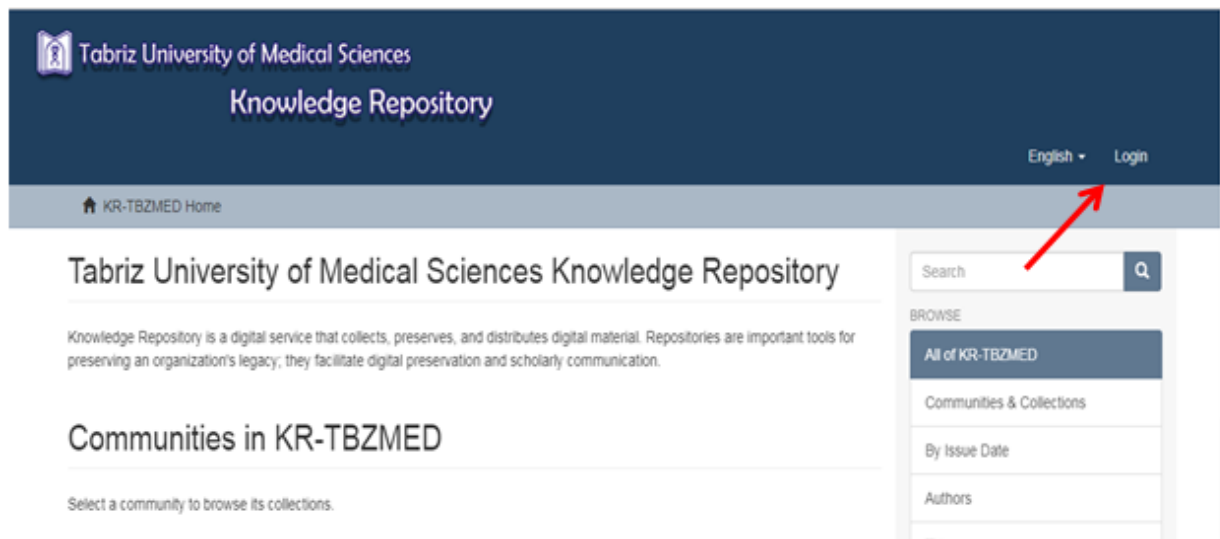 Tabriz University of Medical Sciences
Knowledge Repository
English
Login
KR-TBZMED Home
Tabriz University of Medical Sciences Knowledge Repository
Knowledge Repository is a digital service that collects, preserves, and distributes digital material. Repositories are important tools for
preserving an organization's legacy; they facilitate digital preservation and scholarly communication.
Communities in KR-TBZMED
Select a community to browse its collections.
Search
BROWSE
All of KR-TBZMED
Communities & Collections
By Issue Date
Authors